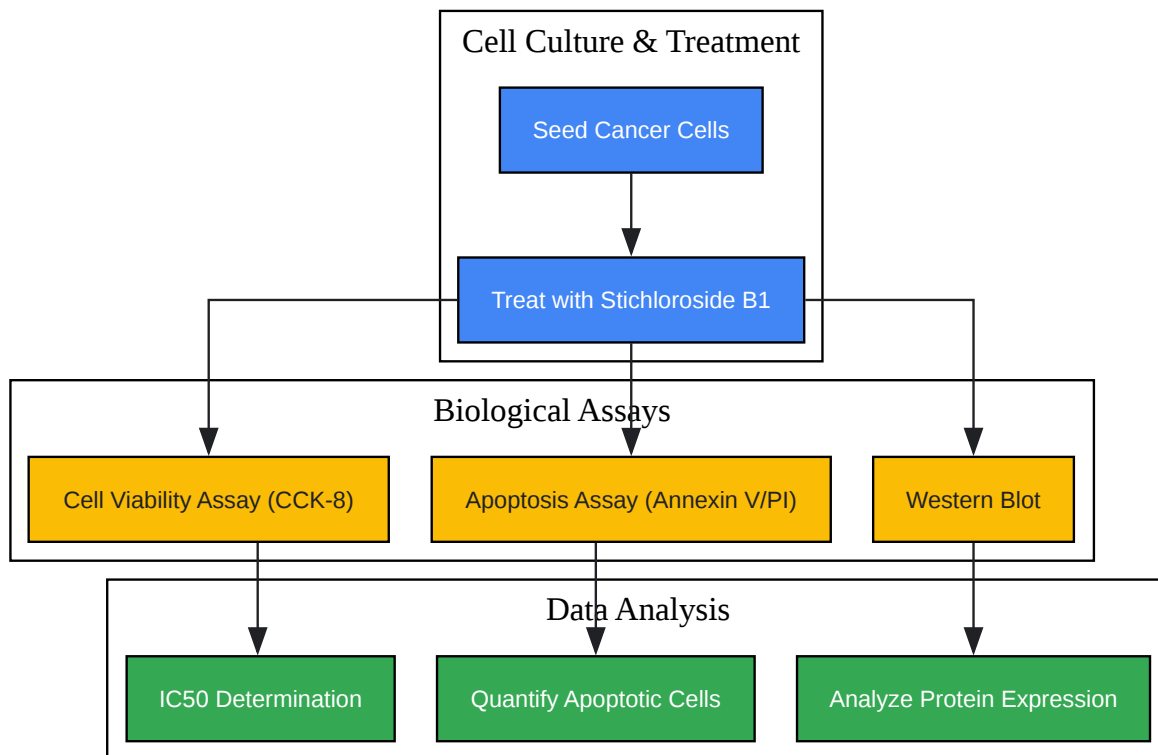 Cell Culture & Treatment
Seed Cancer Cells
Treat with Stichloroside B1
Biological Assays
Cell Viability Assay (CCK-8)
Apoptosis Assay (Annexin V/PI)
Western Blot
Data Analysis
IC50 Determination
Quantify Apoptotic Cells
Analyze Protein Expression